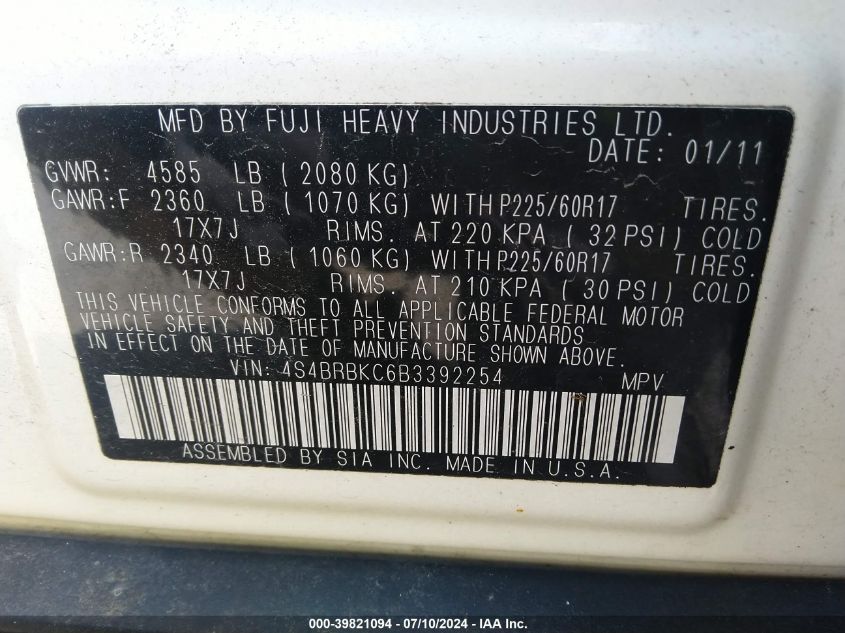 MFD BY FUJI HEAVY INDUSTRIES LTD.
DATE: 01/11
GVWR: 4585 LB ( 2080 KG)
GAWR:F 2360 LB ( 1070 KG) WITH P225/60R17 TIRES.
17X7J RIMS. AT 220 KPA ( 32 PSI) COLD
GAWR:R 2340 LB ( 1060 KG) WITH P225/60R17 TIRES.
17X7J RIMS. AT 210 KPA ( 30 PSI) COLD
THIS VEHICLE CONFORMS TO ALL APPLICABLE FEDERAL MOTOR
VEHICLE SAFETY AND THEFT PREVENTION STANDARDS
IN EFFECT ON THE DATE OF MANUFACTURE SHOWN ABOVE.
VIN: 4S4BRBKC6B3392254 MPV
ASSEMBLED BY SIA INC. MADE IN U.S.A.
000-39821094 - 07/10/2024 - IAA Inc.